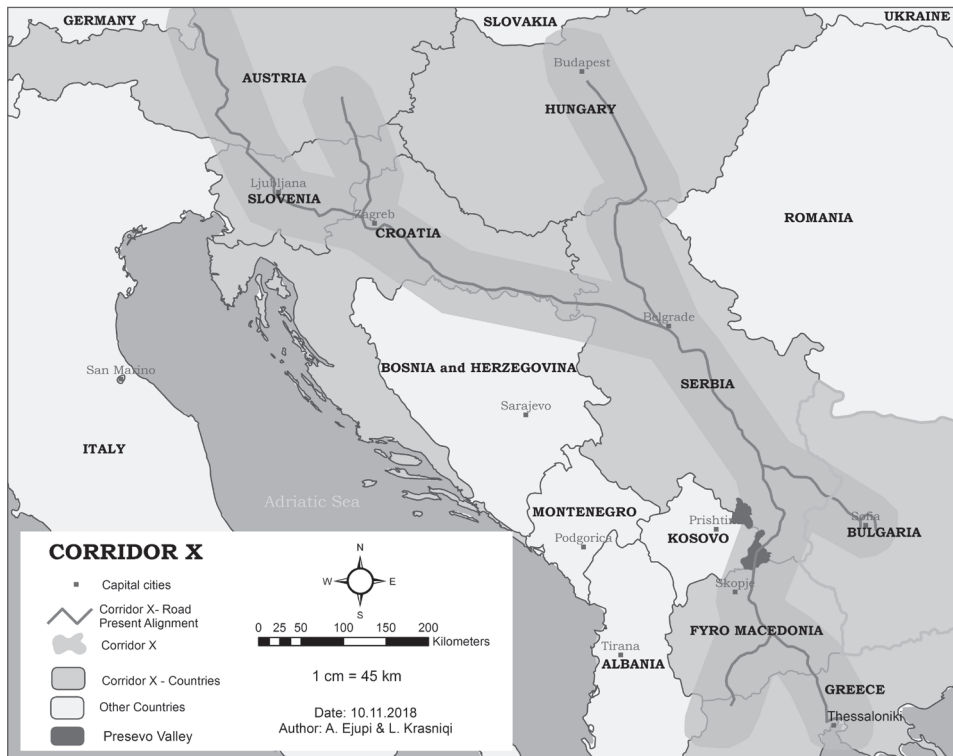 GERMANY
SLOVAKIA
UKRAINE
AUSTRIA
Budapest
HUNGARY
Ljubljana
SLOVENIA
Zagreb
CROATIA
ROMANIA
Belgrade
San Marino
BOSNIA and HERZEGOVINA
SERBIA
Sarajevo
ITALY
Adriatic Sea
MONTENEGRO
Podgorica
Prishtina
KOSOVO
Sofia
BULGARIA
Skopje
FYRO MACEDONIA
Tirana
ALBANIA
GREECE
Thessaloniki
CORRIDOR X
Capital cities
Corridor X- Road
Present Alignment
Corridor X
Corridor X - Countries
Other Countries
Presevo Valley
N
W E
S
0 25 50 100 150 200
Kilometers
1 cm = 45 km
Date: 10.11.2018
Author: A. Ejupi & L. Krasniqi